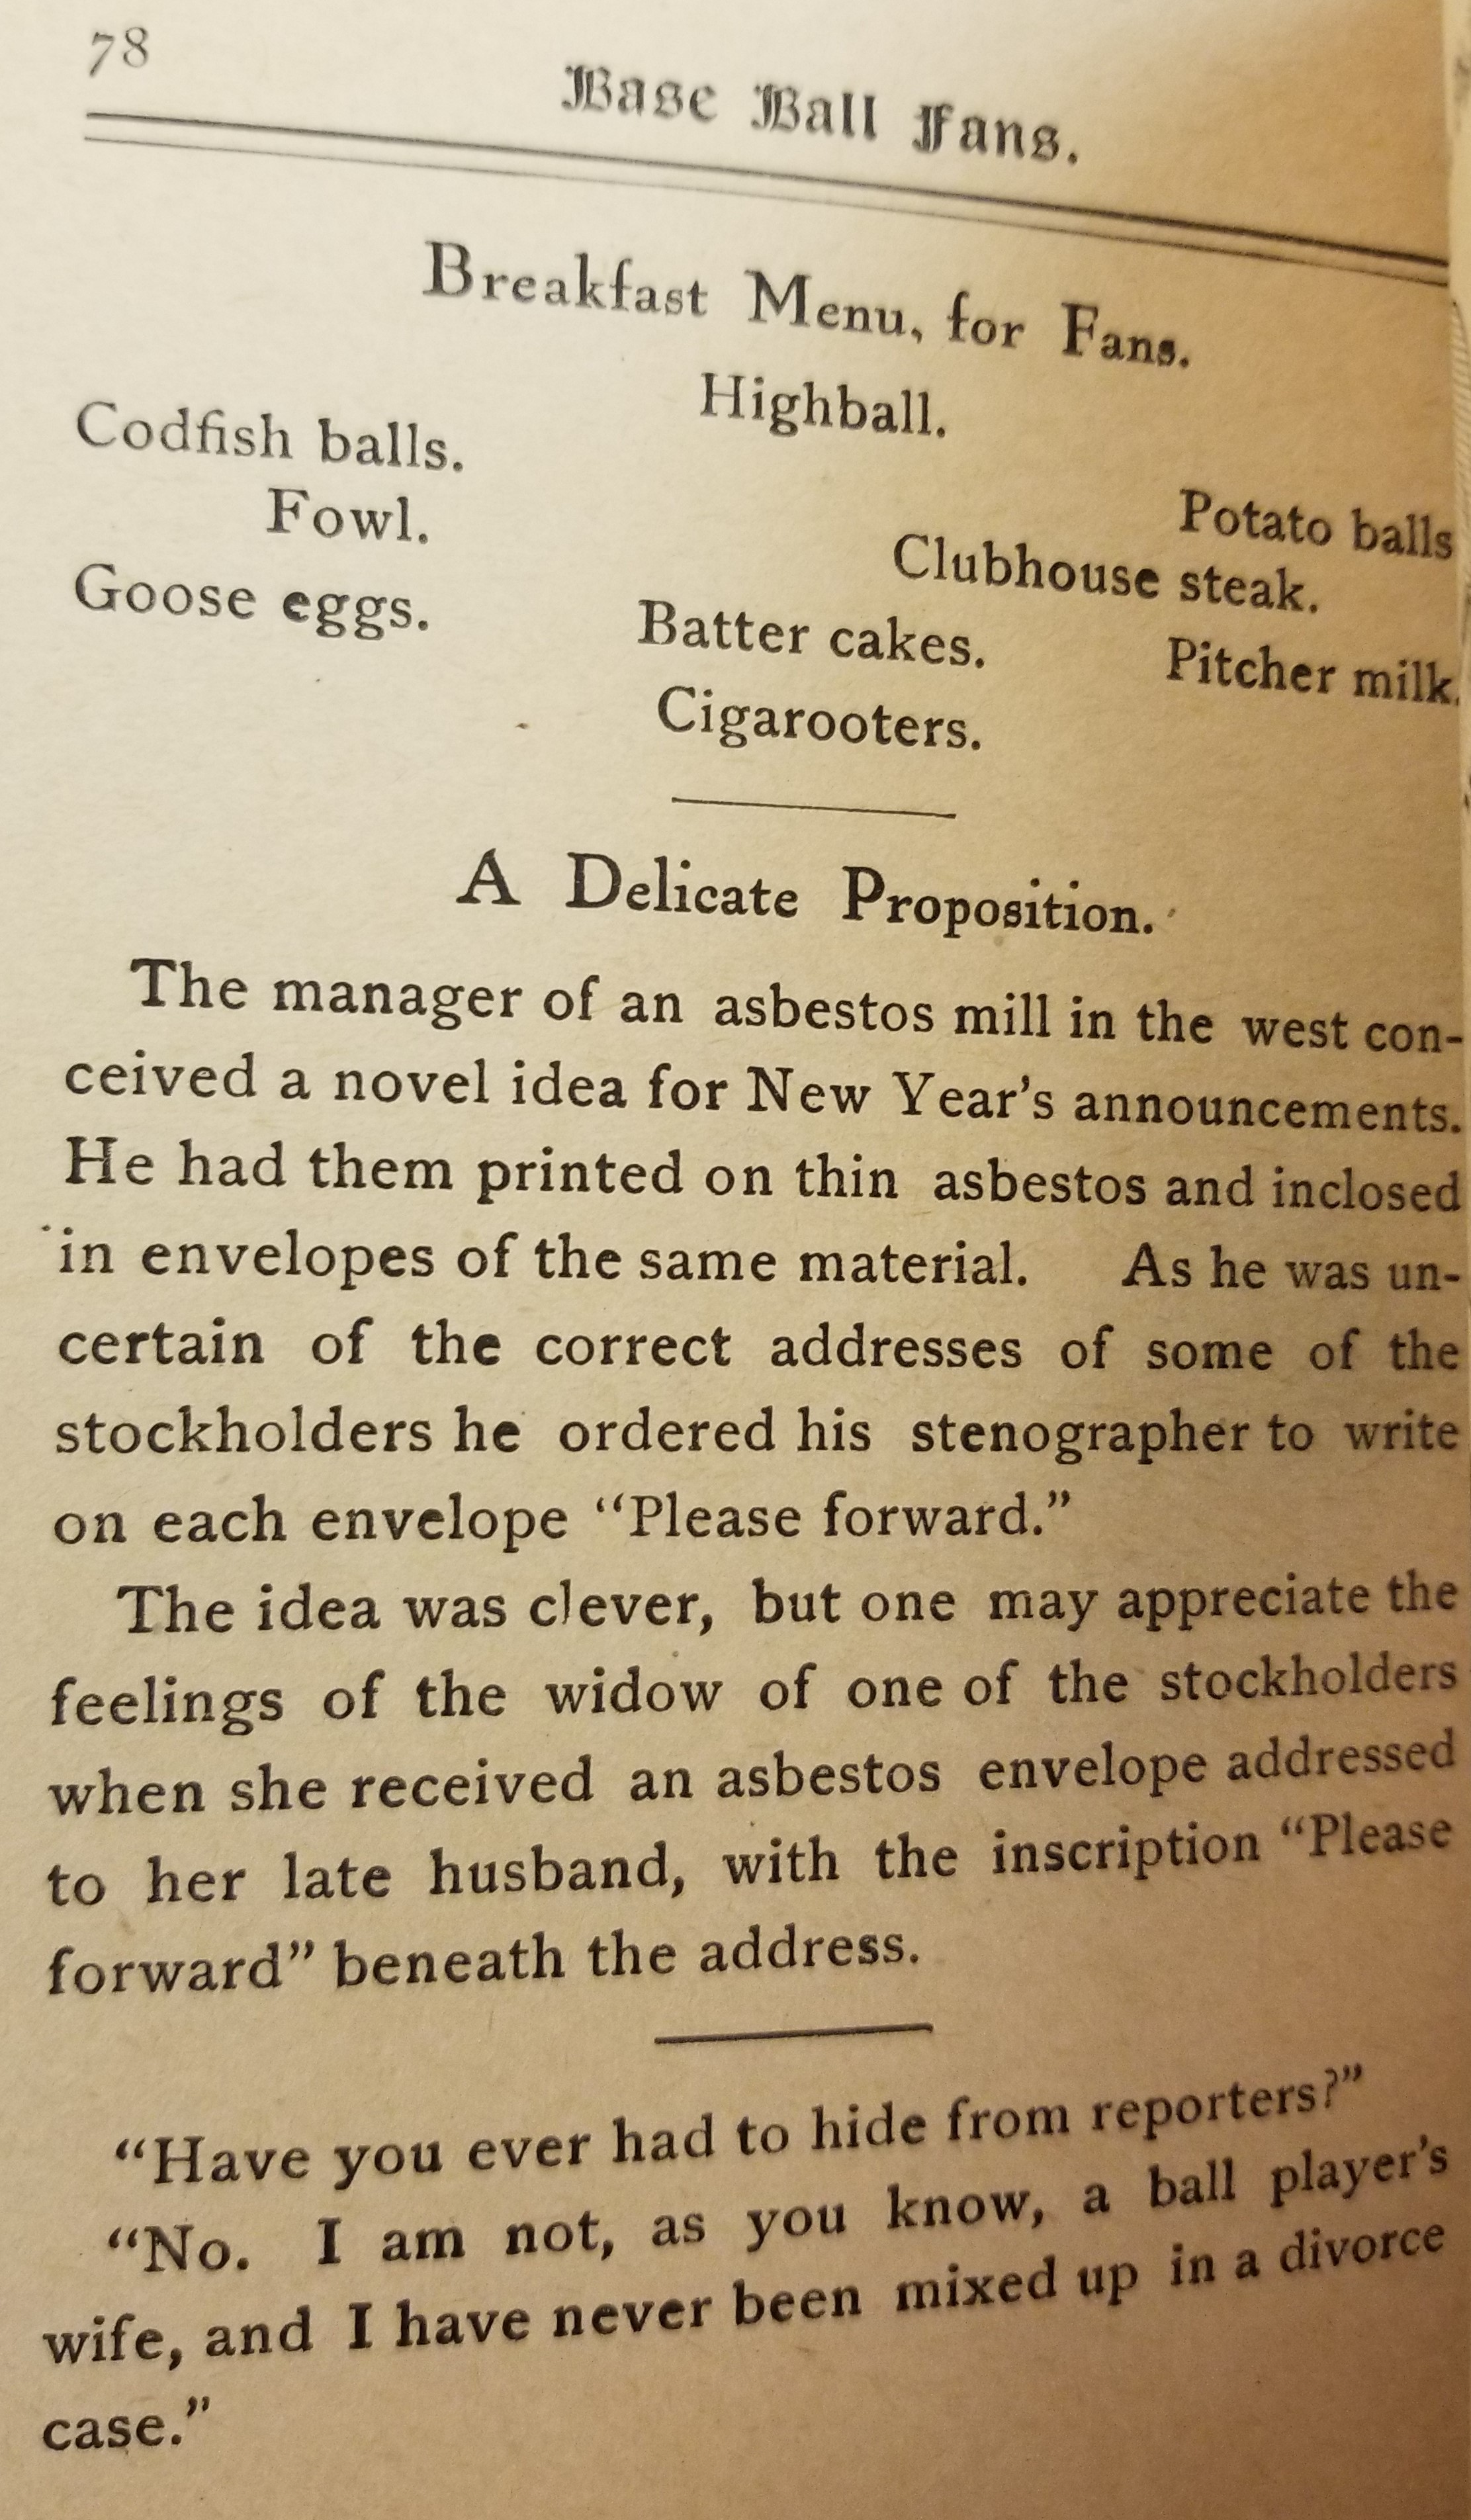 78
Base Ball Fans.
Breakfast Menu, for Fans.
Highball.
Codfish balls. Potato balls
Fowl. Clubhouse steak.
Goose eggs. Batter cakes. Pitcher milk.
Cigarooters.
A Delicate Proposition.
The manager of an asbestos mill in the west con-
ceived a novel idea for New Year's announcements.
He had them printed on thin asbestos and inclosed
in envelopes of the same material. As he was un-
certain of the correct addresses of some of the
stockholders he ordered his stenographer to write
on each envelope “Please forward.”
The idea was clever, but one may appreciate the
feelings of the widow of one of the stockholders
when she received an asbestos envelope addressed
to her late husband, with the inscription “Please
forward” beneath the address.
“Have you ever had to hide from reporters?”
“No. I am not, as you know, a ball player's
wife, and I have never been mixed up in a divorce
case.”